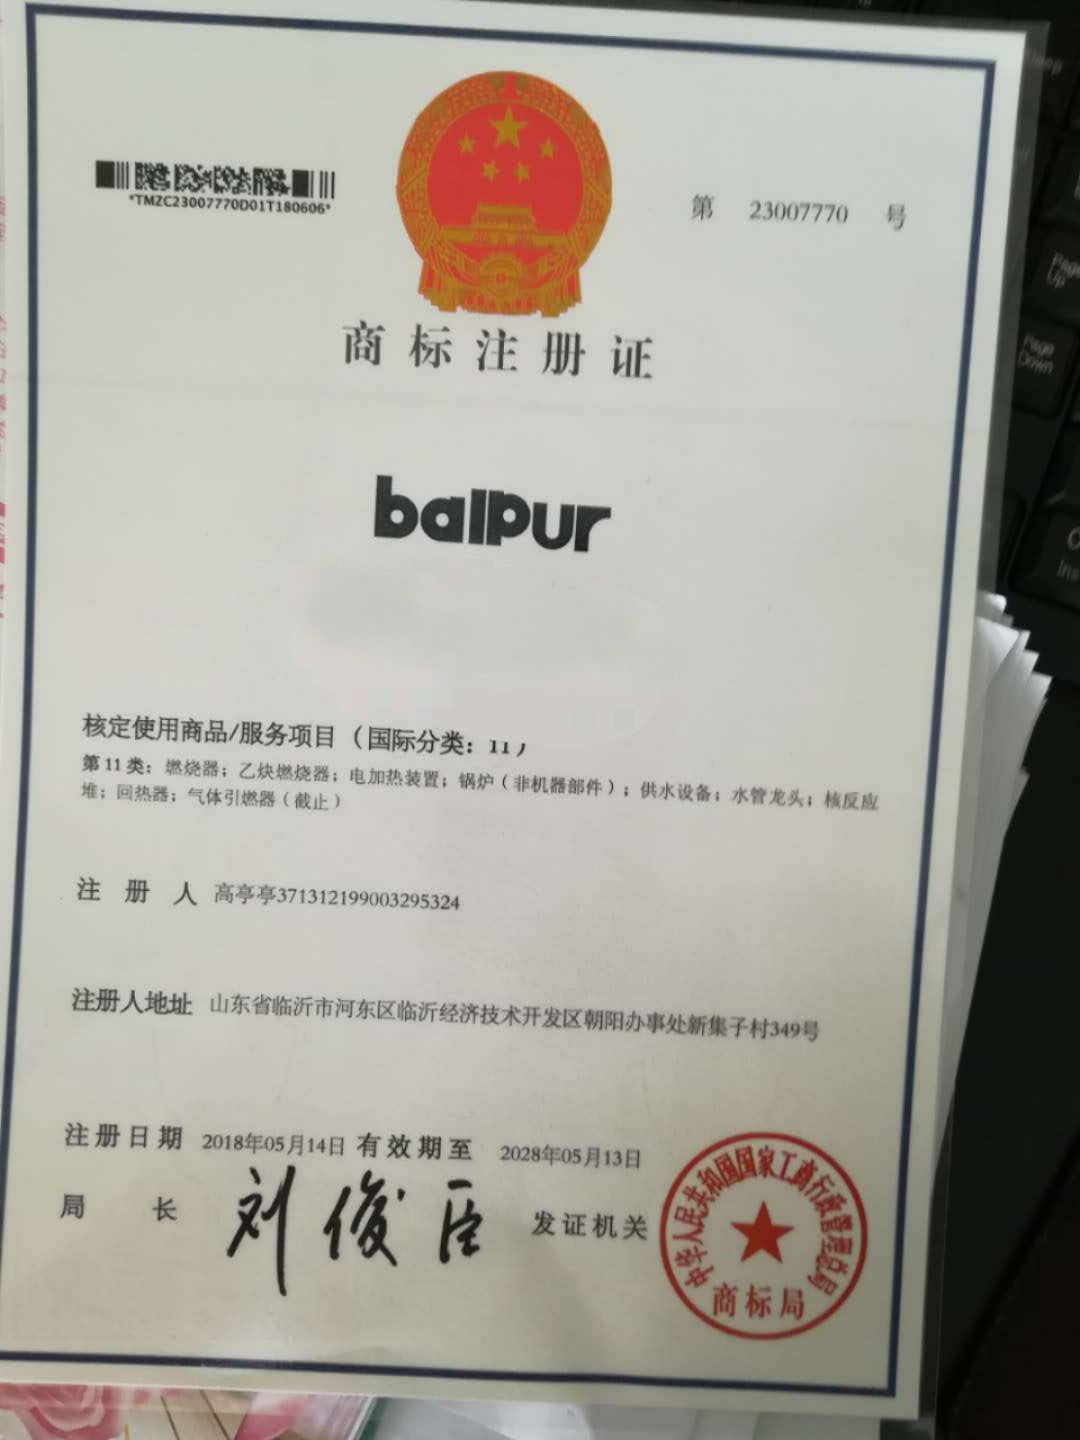 *TMZC23007770D01T180606*
第 23007770 号
商标注册证
balpur
核定使用商品/服务项目（国际分类：11）
第11类：燃烧器；乙炔燃烧器；电加热装置；锅炉（非机器部件）；供水设备；水管龙头；核反应
堆；回热器；气体引燃器（截止）
注册人 高亭亭371312199003295324
注册人地址 山东省临沂市河东区临沂经济技术开发区朝阳办事处新集子村349号
注册日期 2018年05月14日 有效期至 2028年05月13日
局长 刘俊臣 发证机关
中华人民共和国国家工商行政管理总局
商标局
Page Up
Page Down